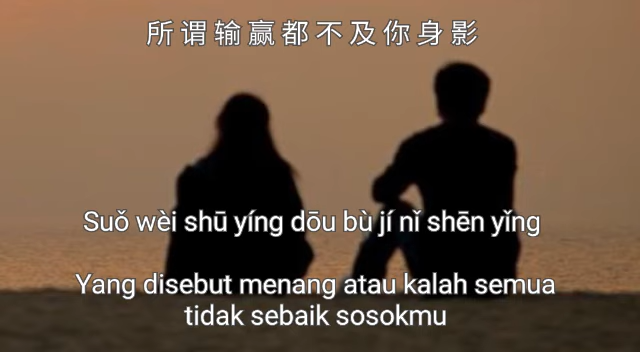 所谓输赢都不及你身影
Suǒ wèi shū yíng dōu bù jí nǐ shēn yǐng
Yang disebut menang atau kalah semua
tidak sebaik sosokmu